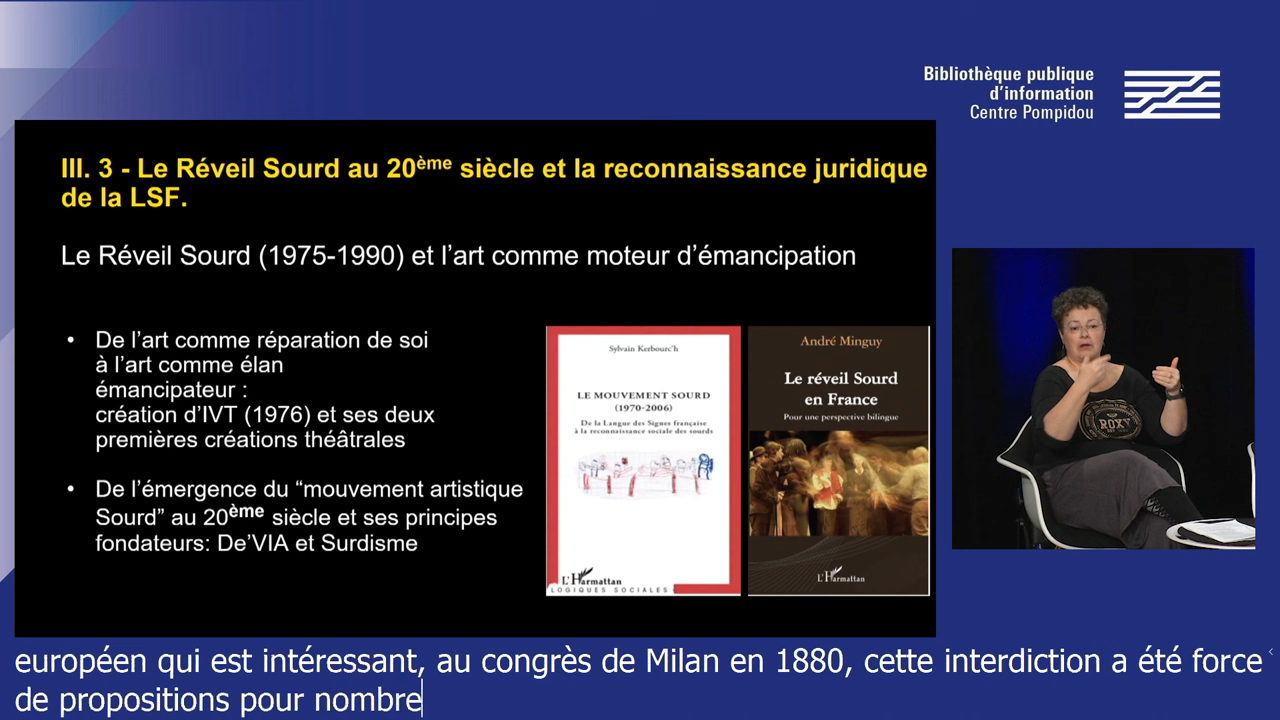 Bibliothèque publique
d'information
Centre Pompidou
III. 3 - Le Réveil Sourd au 20ème siècle et la reconnaissance juridique
de la LSF.
Le Réveil Sourd (1975-1990) et l'art comme moteur d'émancipation
• De l'art comme réparation de soi
à l'art comme élan
émancipateur :
création d'IVT (1976) et ses deux
premières créations théâtrales
• De l'émergence du “mouvement artistique
Sourd” au 20ème siècle et ses principes
fondateurs: De'VIA et Surdisme
Sylvain Kerbourc'h
LE MOUVEMENT SOURD
(1970-2006)
De la Langue des Signes française
à la reconnaissance sociale des sourds
L'Harmattan
LOGIQUES SOCIALES
André Minguy
Le réveil Sourd
en France
Pour une perspective bilingue
L'Harmattan
ROXY
européen qui est intéressant, au congrès de Milan en 1880, cette interdiction a été force
de propositions pour nombre